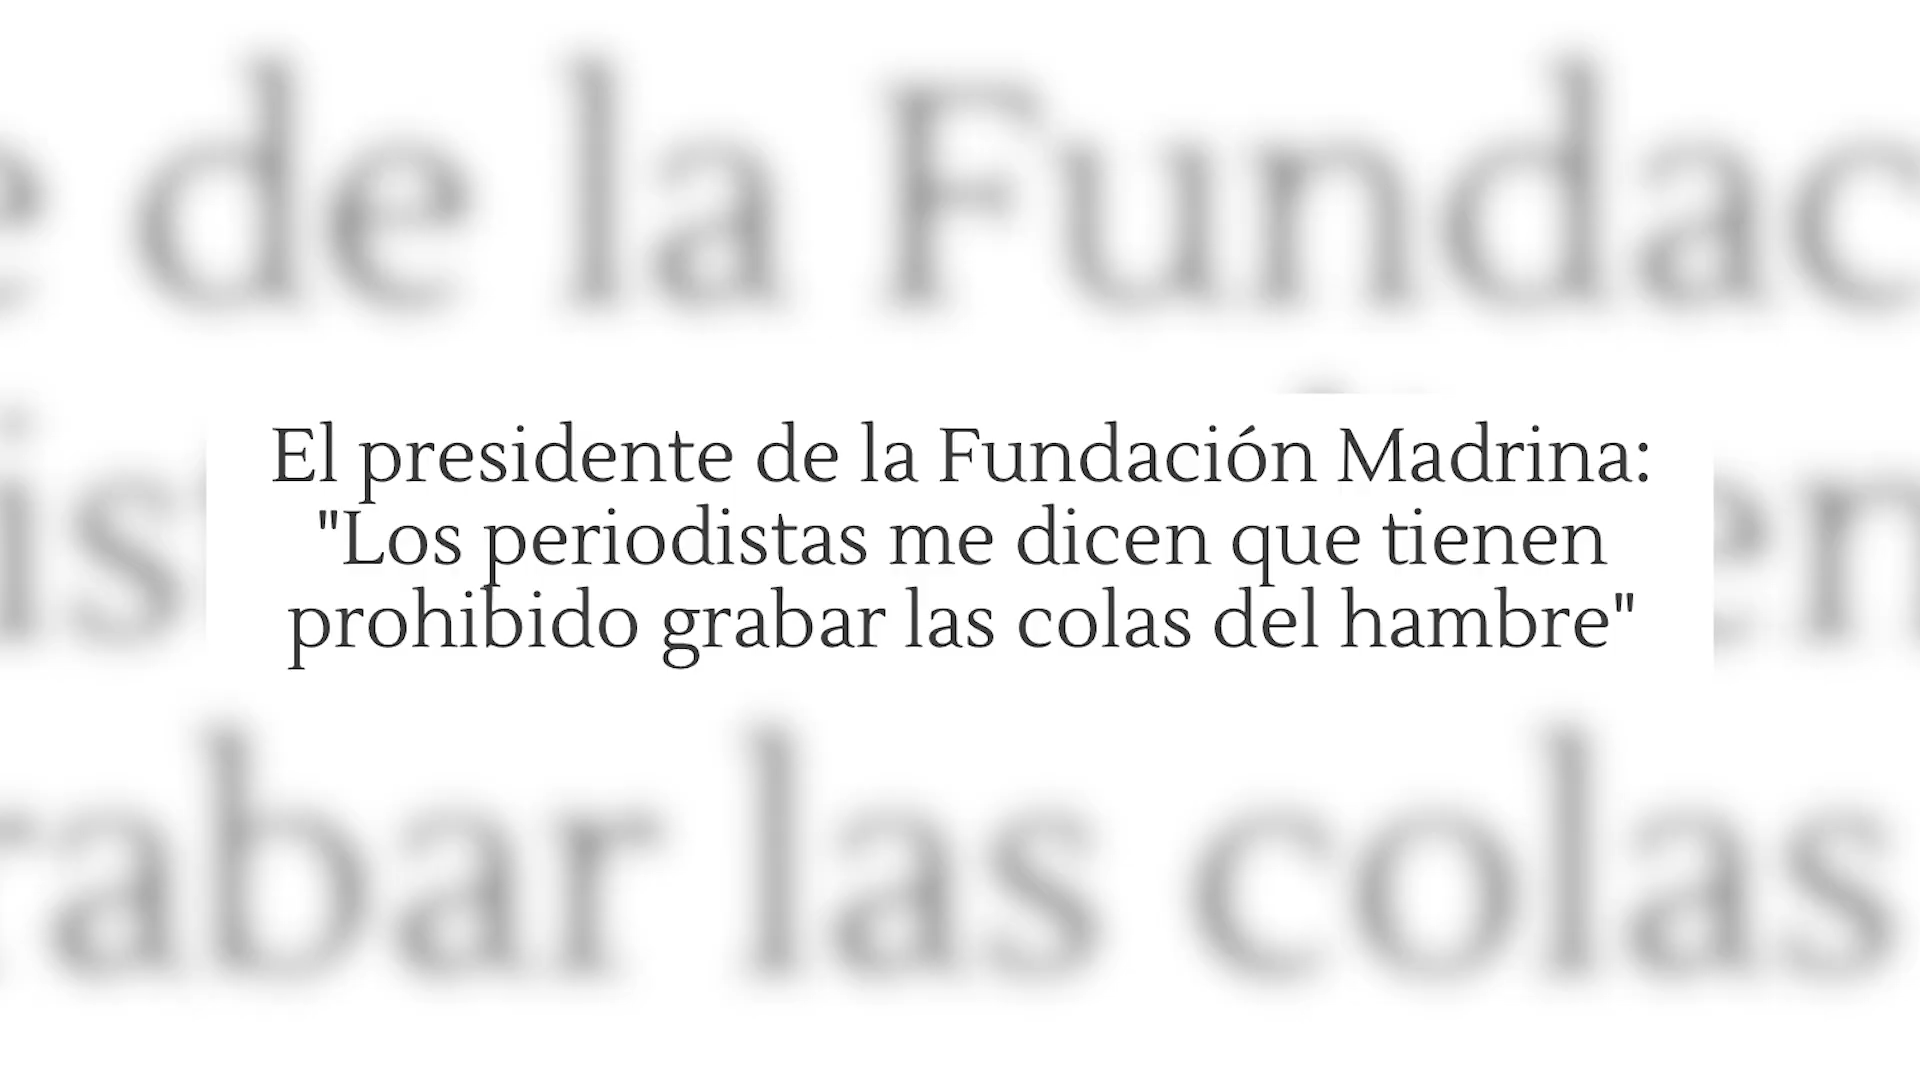 El presidente de la Fundación Madrina:
"Los periodistas me dicen que tienen
prohibido grabar las colas del hambre"